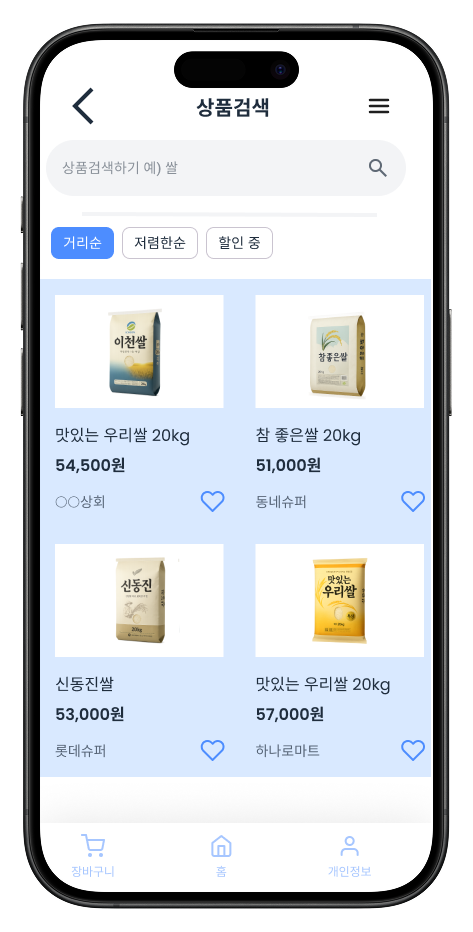 상품검색
상품검색하기 예) 쌀
거리순
저렴한순
할인 중
이천쌀
참좋은쌀
맛있는 우리쌀 20kg
참 좋은쌀 20kg
54,500원
51,000원
○○상회
동네슈퍼
신동진
20kg
맛있는
우리쌀
신동진쌀
맛있는 우리쌀 20kg
53,000원
57,000원
롯데슈퍼
하나로마트
장바구니
홈
개인정보